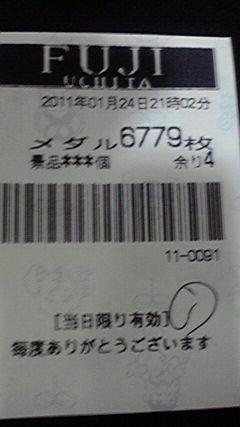 FUJI
UCHITA
2011年01月24日21時02分
メダル6779枚
景品***個 余り4
11-0091
[当日限り有効]
毎度ありがとうございます